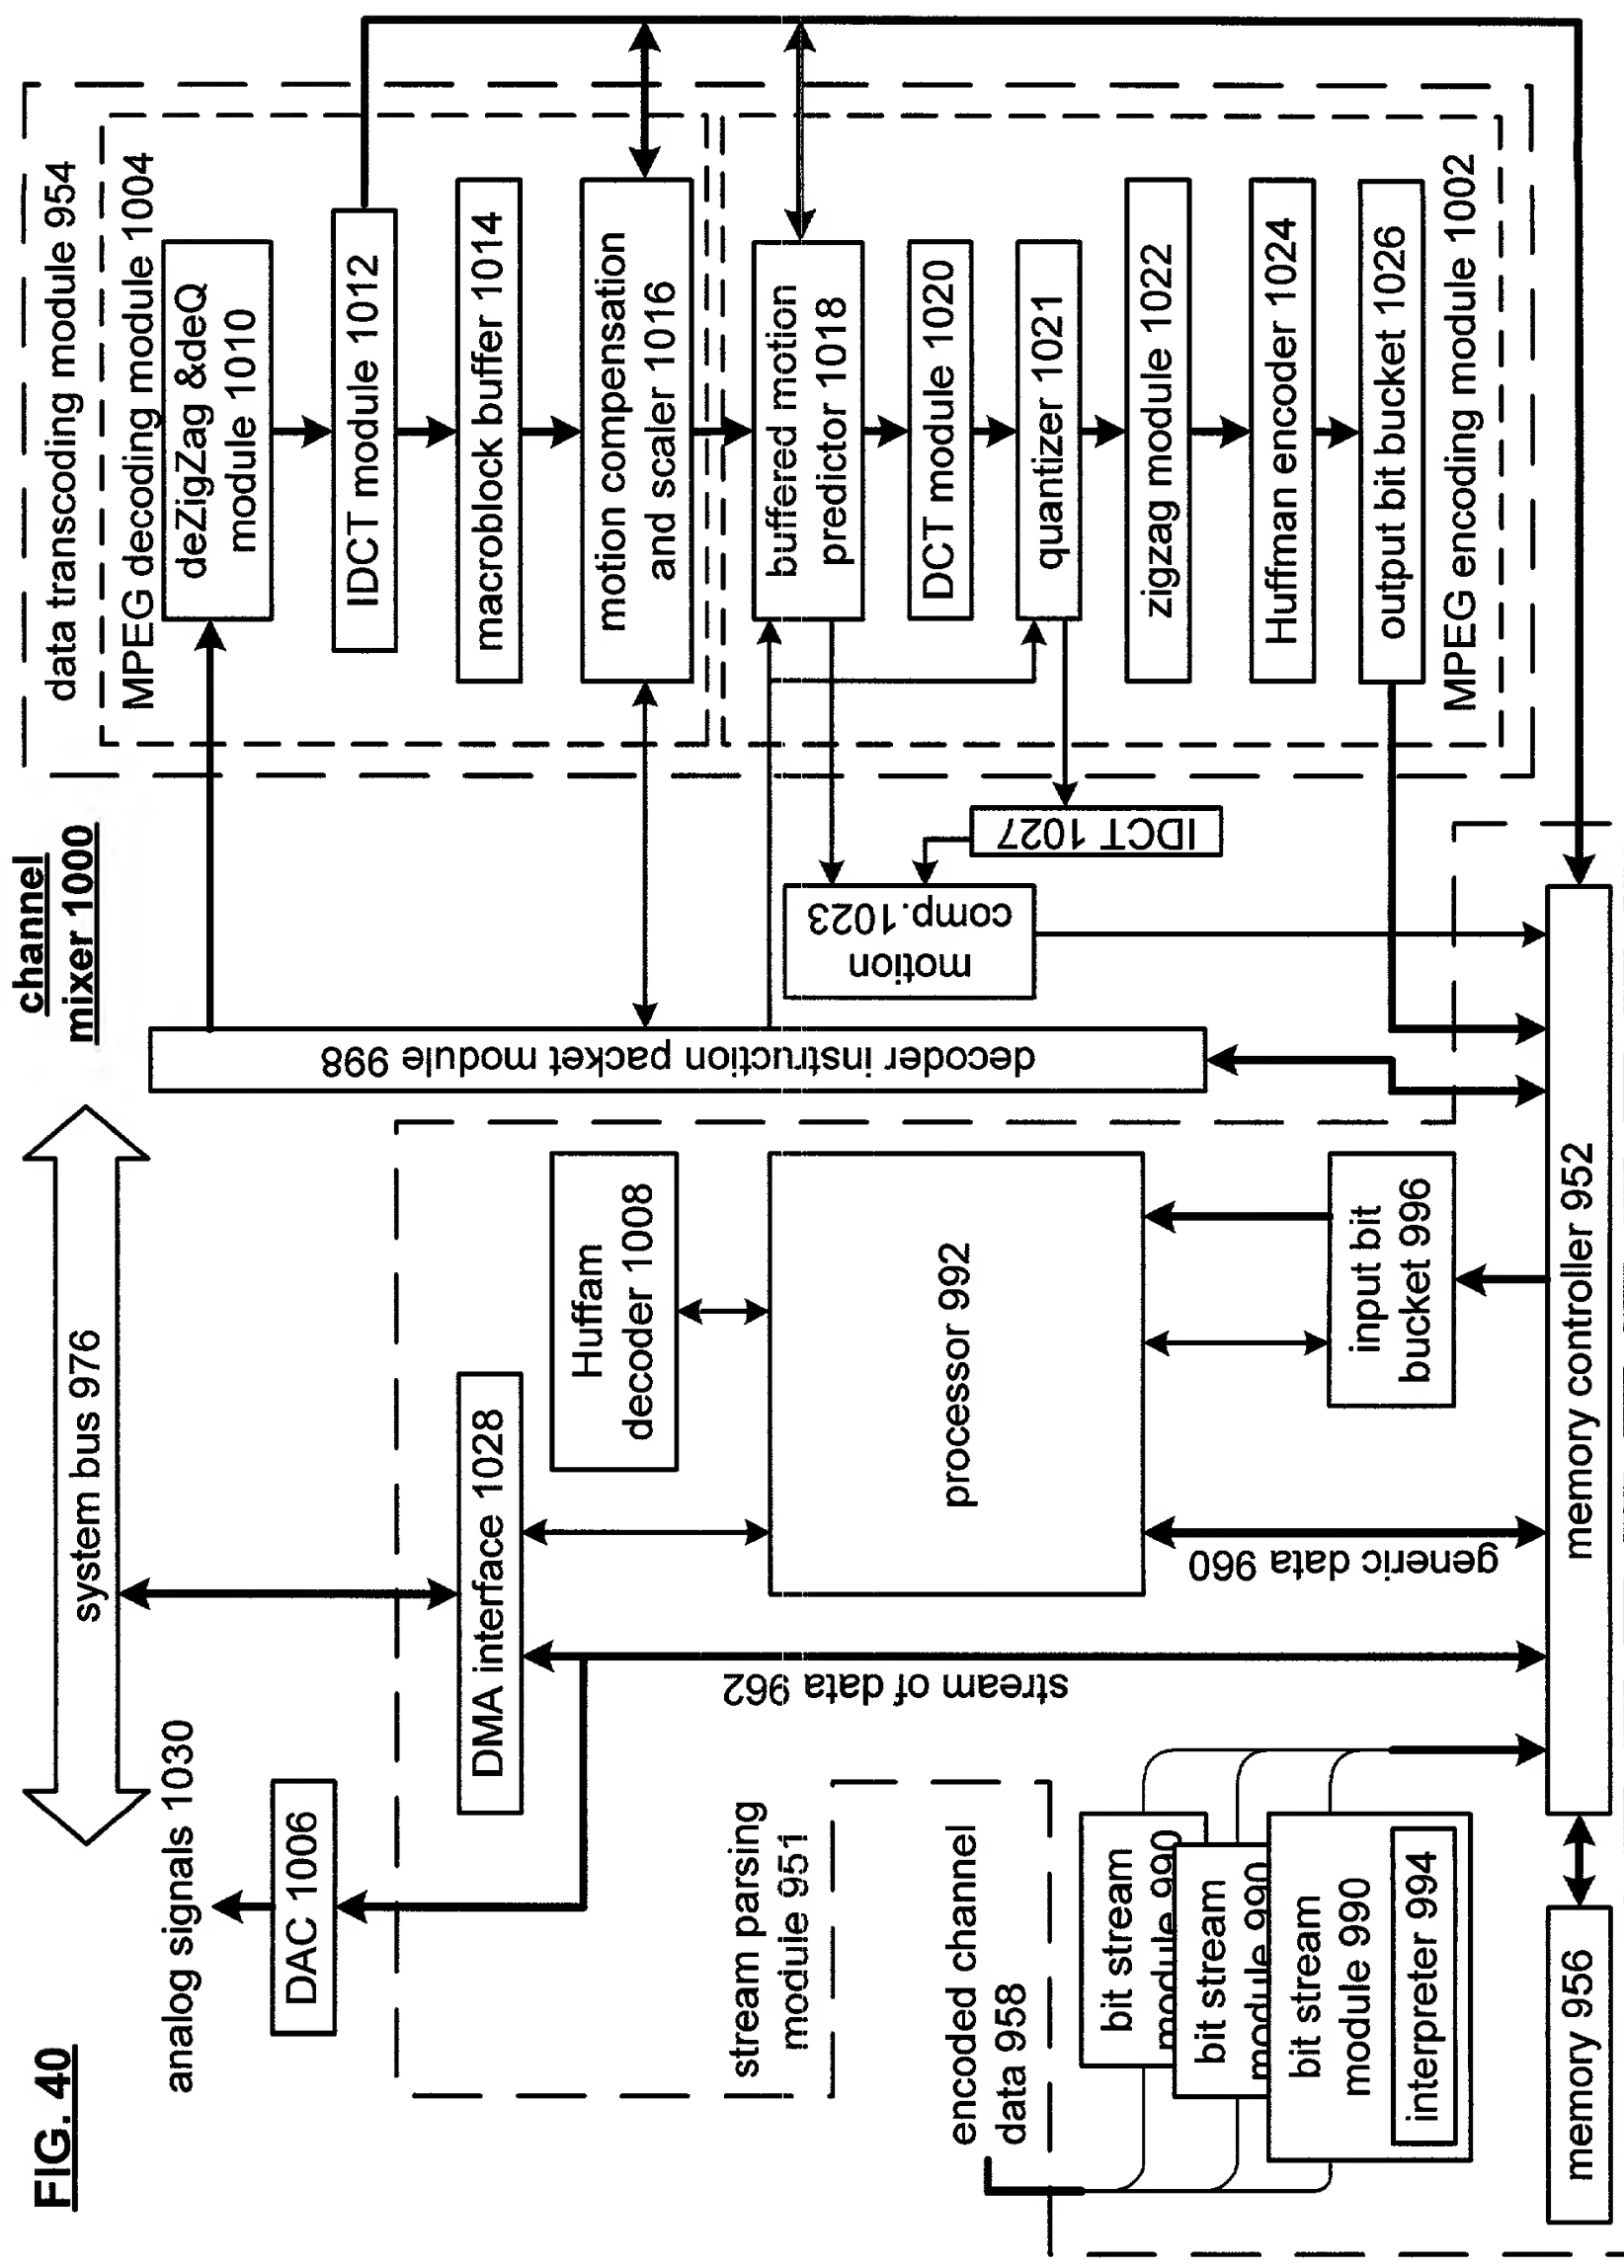 FIG. 40
channel
mixer 1000
analog signals 1030
system bus 976
DAC 1006
DMA interface 1028
Huffam
decoder 1008
processor 992
input bit
bucket 996
generic data 960
stream of data 962
stream parsing
module 951
encoded channel
data 958
bit stream
module 990
bit stream
module 990
bit stream
module 990
interpreter 994
memory 956
memory controller 952
decoder instruction packet module 998
motion
comp.1023
IDCT 1027
data transcoding module 954
MPEG decoding module 1004
deZigZag &deQ
module 1010
IDCT module 1012
macroblock buffer 1014
motion compensation
and scaler 1016
buffered motion
predictor 1018
DCT module 1020
quantizer 1021
zigzag module 1022
Huffman encoder 1024
output bit bucket 1026
MPEG encoding module 1002